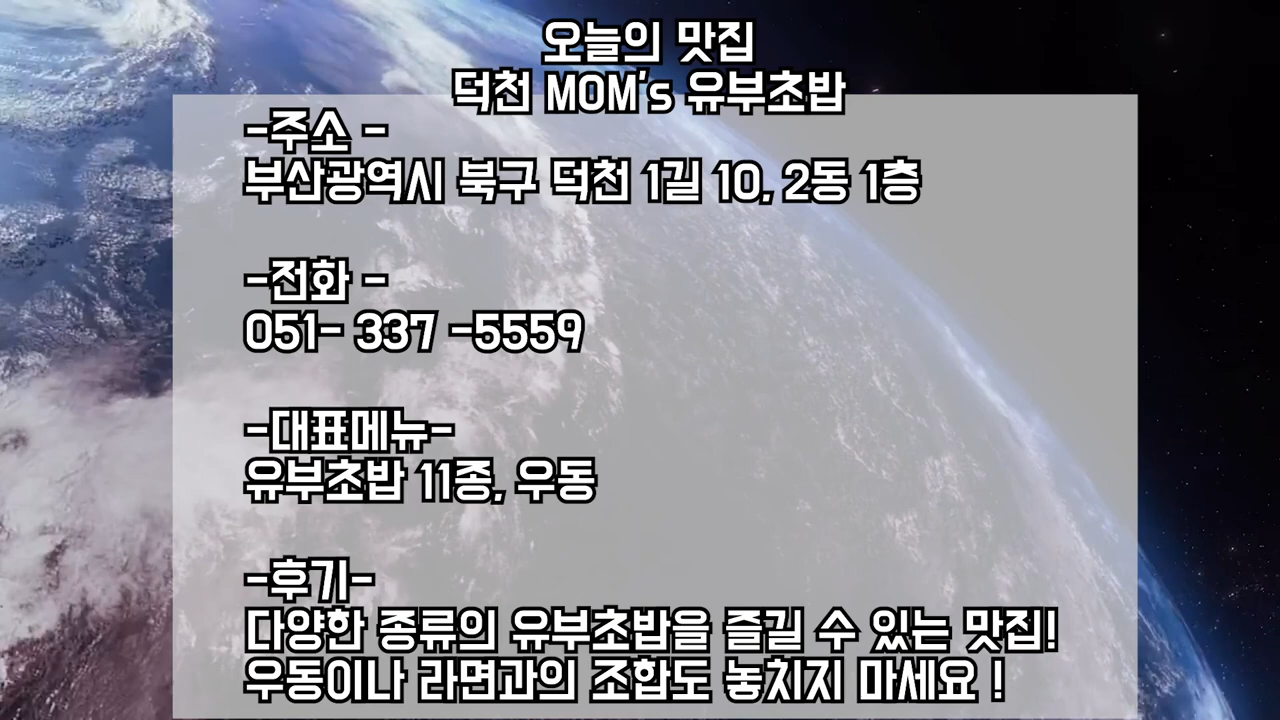 오늘의 맛집
덕천 MOM's 유부초밥
-주소 -
부산광역시 북구 덕천 1길 10, 2동 1층
-전화 -
051- 337 -5559
-대표메뉴-
유부초밥 11종, 우동
-후기-
다양한 종류의 유부초밥을 즐길 수 있는 맛집!
우동이나 라면과의 조합도 놓치지 마세요 !